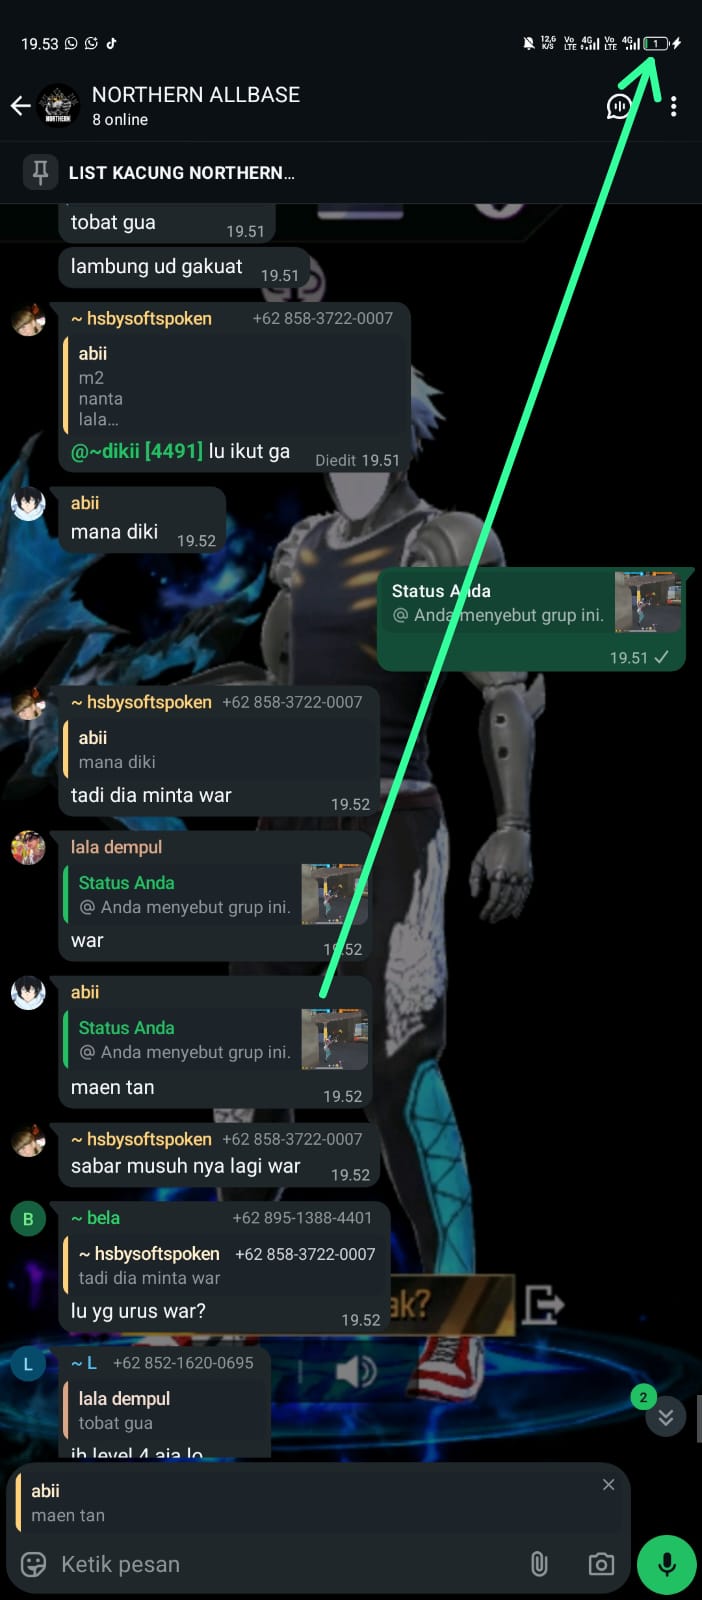 19.53
12,6 K/S Vo LTE 4G Vo LTE 4G 1
NORTHERN ALLBASE
8 online
LIST KACUNG NORTHERN...
tobat gua
19.51
lambung ud gakuat
19.51
~ hsbysoftspoken +62 858-3722-0007
abii
m2
nanta
lala...
@~dikii [4491] lu ikut ga
Diedit 19.51
abii
mana diki
19.52
Status Anda
@ Anda menyebut grup ini.
19.51
~ hsbysoftspoken +62 858-3722-0007
abii
mana diki
tadi dia minta war
19.52
lala dempul
Status Anda
@ Anda menyebut grup ini.
war
19.52
abii
Status Anda
@ Anda menyebut grup ini.
maen tan
19.52
~ hsbysoftspoken +62 858-3722-0007
sabar musuh nya lagi war
19.52
B
~ bela +62 895-1388-4401
~ hsbysoftspoken +62 858-3722-0007
tadi dia minta war
lu yg urus war?
19.52
ak?
L
~ L +62 852-1620-0695
lala dempul
tobat gua
ih level 4 aja lo
2
abii
maen tan
Ketik pesan